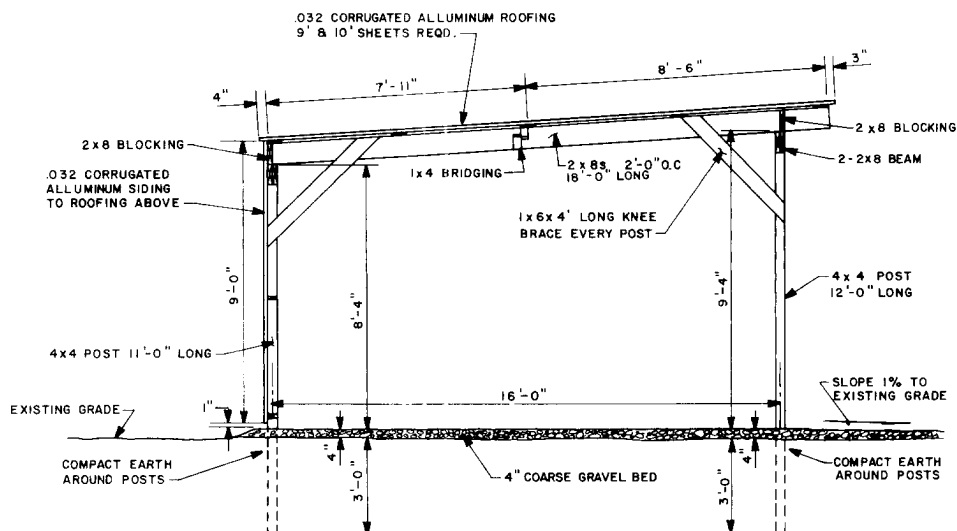 .032 CORRUGATED ALLUMINUM ROOFING
9' & 10' SHEETS REQD.
8'-6"
3"
7'-11"
4"
2x8 BLOCKING
2x8 BLOCKING
2-2x8 BEAM
.032 CORRUGATED
ALLUMINUM SIDING
TO ROOFING ABOVE
1x4 BRIDGING
2x8s 2'-0" O.C
18'-0" LONG
1x6x4' LONG KNEE
BRACE EVERY POST
9'-0"
8'-4"
9'-4"
4x4 POST
12'-0" LONG
4x4 POST 11'-0" LONG
16'-0"
SLOPE 1% TO
EXISTING GRADE
EXISTING GRADE
1"
4"
4"
COMPACT EARTH
AROUND POSTS
4" COARSE GRAVEL BED
COMPACT EARTH
AROUND POSTS
3'-0"
3'-0"